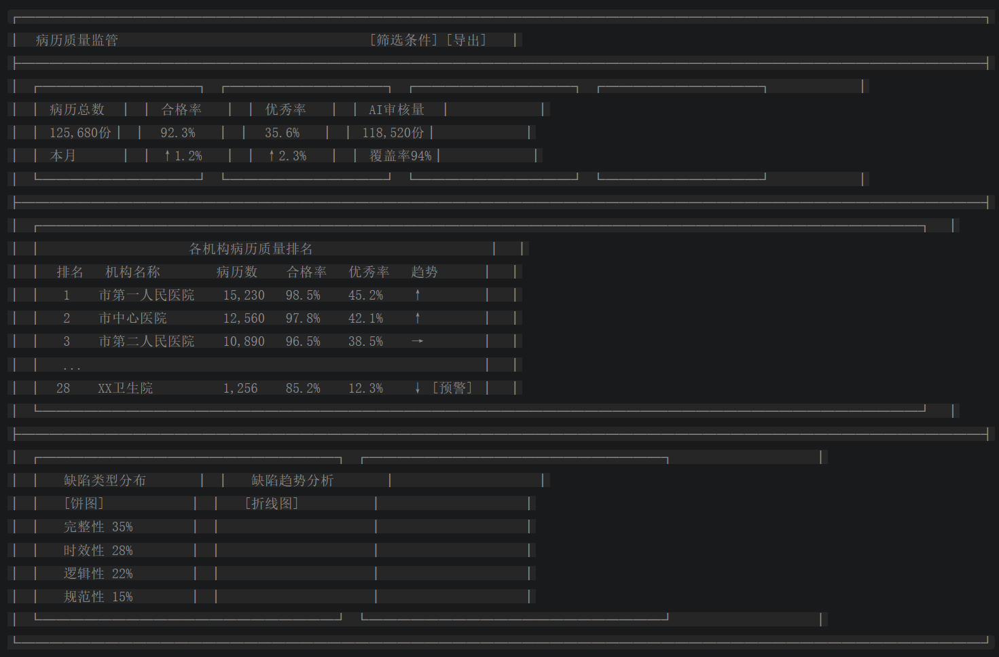 病历质量监管 [筛选条件] [导出]
病历总数 合格率 优秀率 AI审核量
125,680份 92.3% 35.6% 118,520份
本月 ↑1.2% ↑2.3% 覆盖率94%
各机构病历质量排名
排名 机构名称 病历数 合格率 优秀率 趋势
1 市第一人民医院 15,230 98.5% 45.2% ↑
2 市中心医院 12,560 97.8% 42.1% ↑
3 市第二人民医院 10,890 96.5% 38.5% →
...
28 XX卫生院 1,256 85.2% 12.3% ↓ [预警]
缺陷类型分布 缺陷趋势分析
[饼图] [折线图]
完整性 35%
时效性 28%
逻辑性 22%
规范性 15%